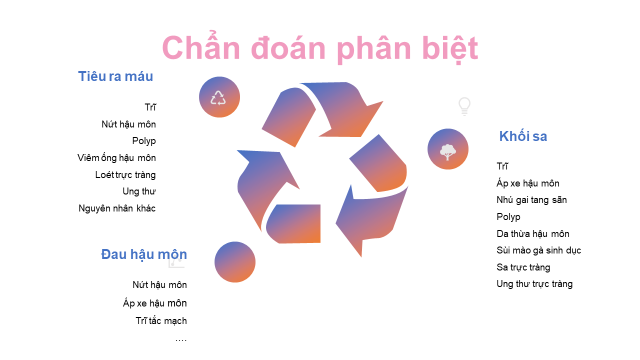 Chẩn đoán phân biệt
Tiêu ra máu
Trĩ
Nứt hậu môn
Polyp
Viêm ống hậu môn
Loét trực tràng
Ung thư
Nguyên nhân khác
Đau hậu môn
Nứt hậu môn
Áp xe hậu môn
Trĩ tắc mạch
....
Khối sa
Trĩ
Áp xe hậu môn
Nhú gai tang sãn
Polyp
Da thừa hậu môn
Sùi mào gà sinh dục
Sa trực tràng
Ung thư trực tràng